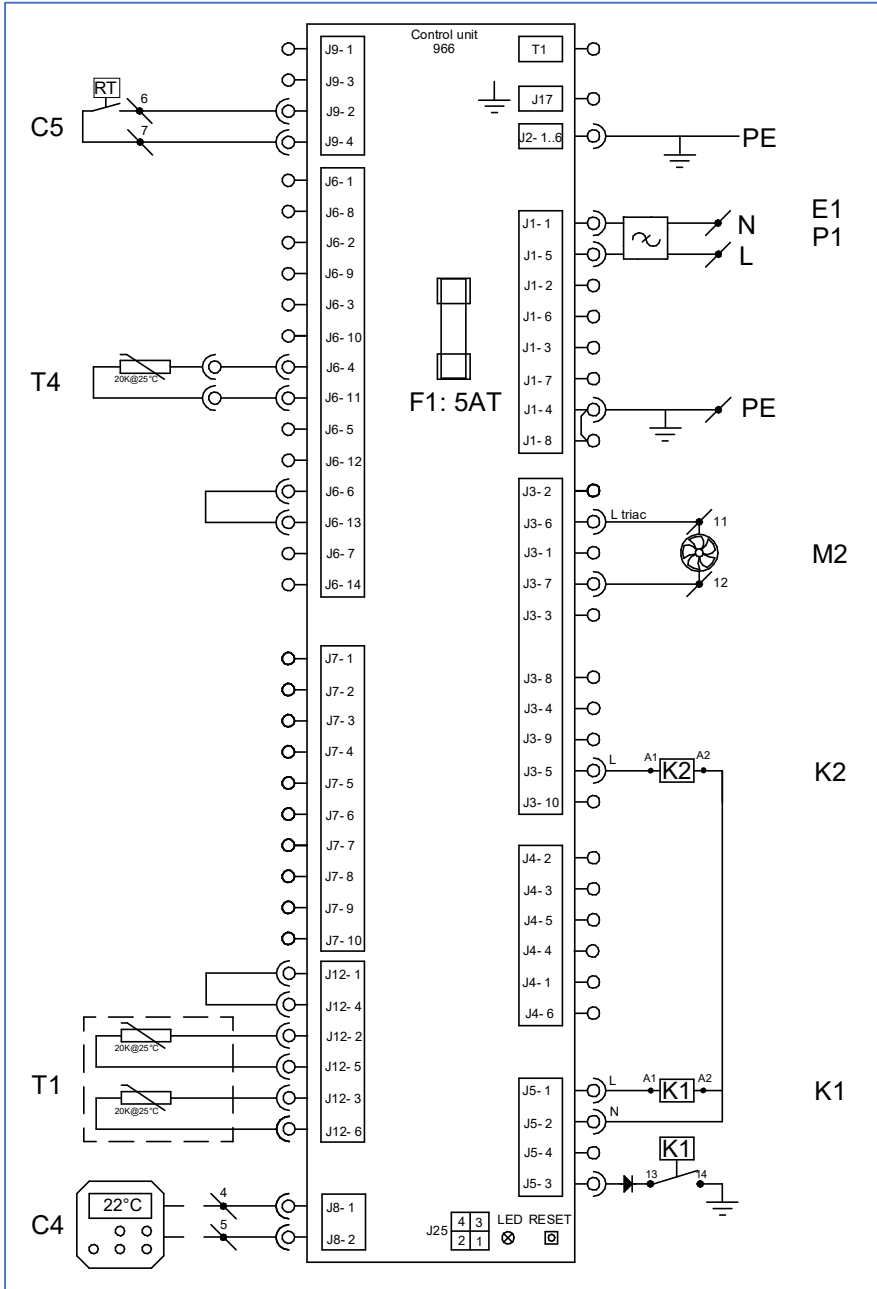 Control unit
966
J9- 1
J9- 3
J9- 2
J9- 4
RT
6
7
C5
J6- 1
J6- 8
J6- 2
J6- 9
J6- 3
J6- 10
J6- 4
J6- 11
J6- 5
J6- 12
J6- 6
J6- 13
J6- 7
J6- 14
T4
20K@25°C
J7- 1
J7- 2
J7- 3
J7- 4
J7- 5
J7- 6
J7- 7
J7- 8
J7- 9
J7- 10
J12- 1
J12- 4
J12- 2
J12- 5
J12- 3
J12- 6
T1
20K@25°C
20K@25°C
C4
22°C
4
5
J8- 1
J8- 2
F1: 5AT
J25
4 3
2 1
LED RESET
T1
J17
J2- 1..6
PE
J1- 1
J1- 5
J1- 2
J1- 6
J1- 3
J1- 7
J1- 4
J1- 8
N
L
E1
P1
PE
J3- 2
J3- 6
J3- 1
J3- 7
J3- 3
J3- 8
J3- 4
J3- 9
J3- 5
J3- 10
L triac
11
12
M2
L
A1
K2
A2
K2
J4- 2
J4- 3
J4- 5
J4- 4
J4- 1
J4- 6
J5- 1
J5- 2
J5- 4
J5- 3
L
A1
K1
A2
K1
N
K1
13
14